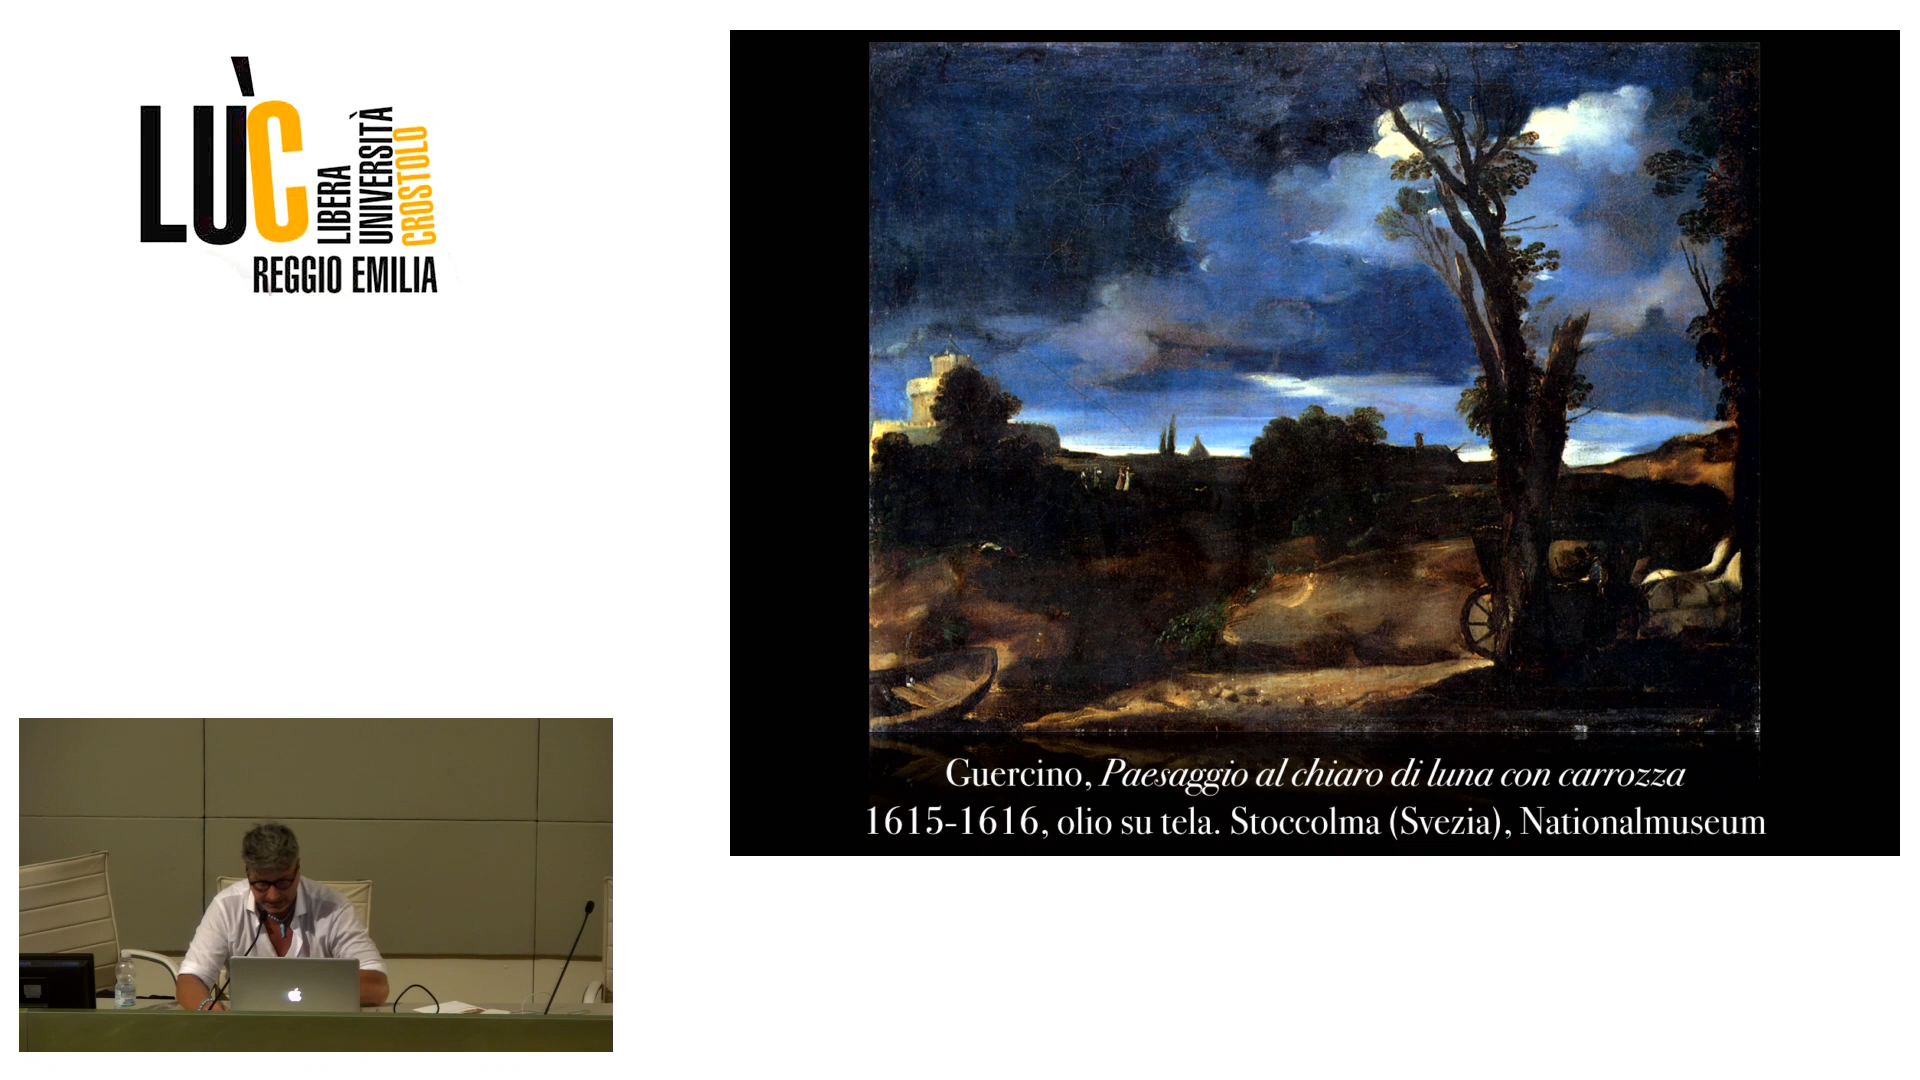 LÙC
LIBERA
UNIVERSITÀ
CROSTOLO
REGGIO EMILIA
Guercino, Paesaggio al chiaro di luna con carrozza
1615-1616, olio su tela. Stoccolma (Svezia), Nationalmuseum